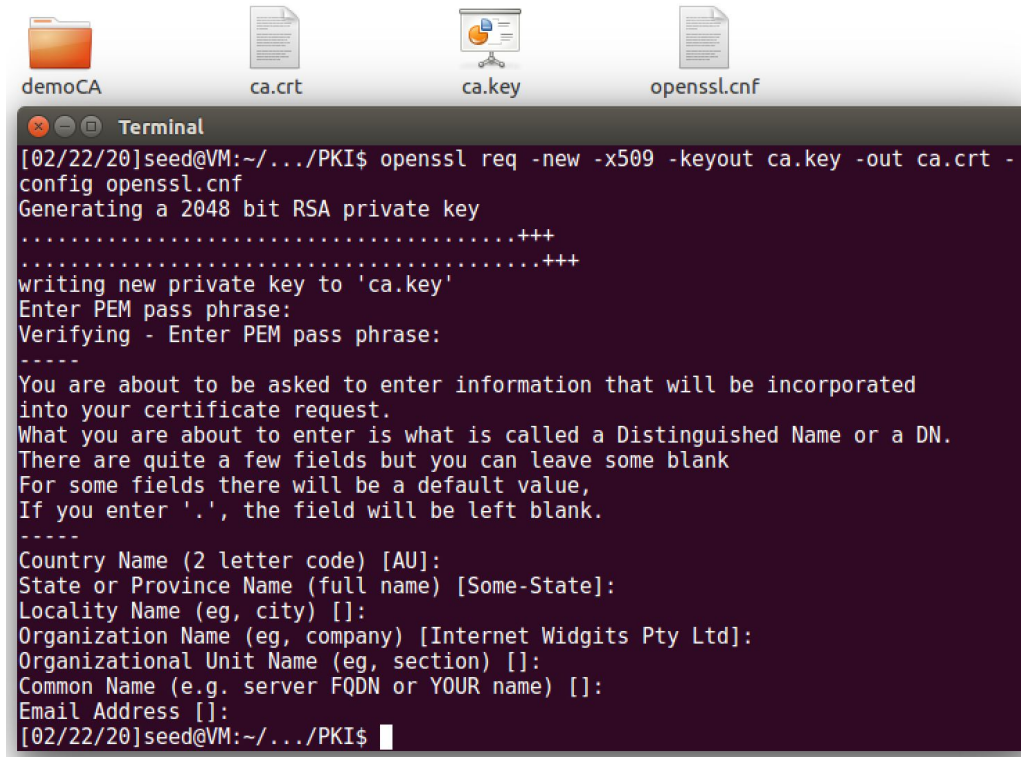 demoCA ca.crt ca.key openssl.cnf
Terminal
[02/22/20]seed@VM:~/.../PKI$ openssl req -new -x509 -keyout ca.key -out ca.crt -
config openssl.cnf
Generating a 2048 bit RSA private key
.......................................+++
.........................................+++
writing new private key to 'ca.key'
Enter PEM pass phrase:
Verifying - Enter PEM pass phrase:
-----
You are about to be asked to enter information that will be incorporated
into your certificate request.
What you are about to enter is what is called a Distinguished Name or a DN.
There are quite a few fields but you can leave some blank
For some fields there will be a default value,
If you enter '.', the field will be left blank.
-----
Country Name (2 letter code) [AU]:
State or Province Name (full name) [Some-State]:
Locality Name (eg, city) []:
Organization Name (eg, company) [Internet Widgits Pty Ltd]:
Organizational Unit Name (eg, section) []:
Common Name (e.g. server FQDN or YOUR name) []:
Email Address []:
[02/22/20]seed@VM:~/.../PKI$